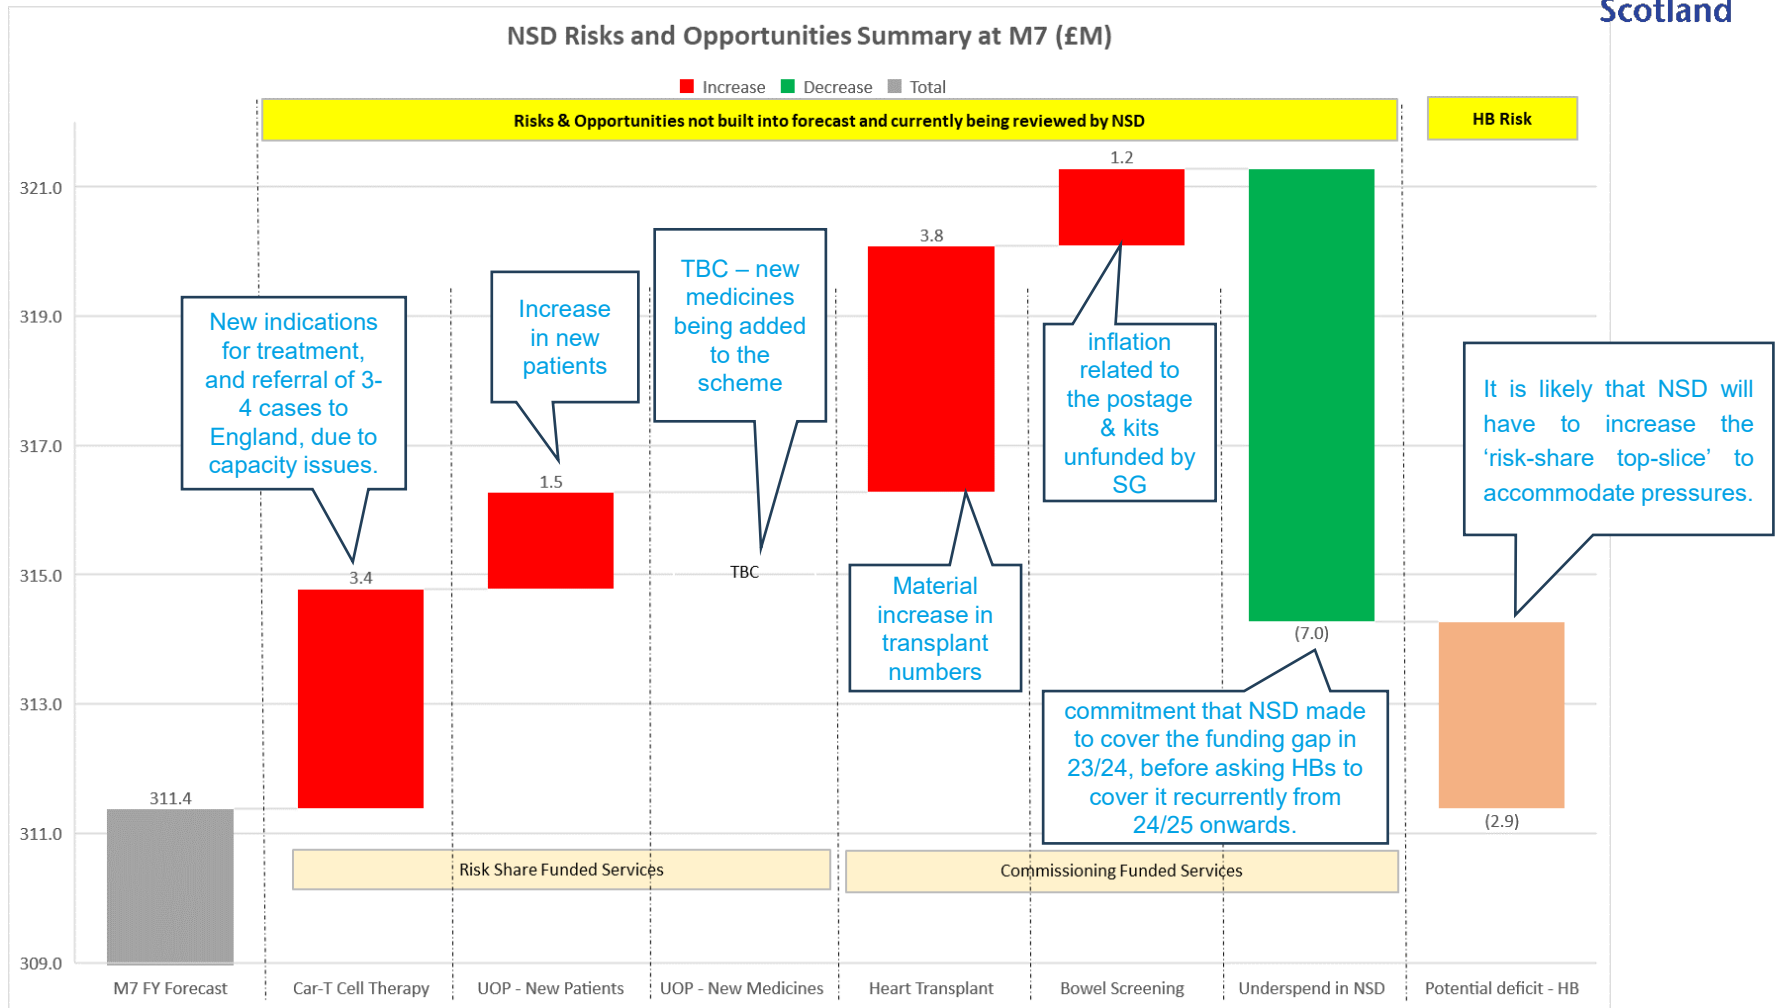 Scotland
NSD Risks and Opportunities Summary at M7 (£M)
Increase Decrease Total
Risks & Opportunities not built into forecast and currently being reviewed by NSD
HB Risk
321.0
319.0
317.0
315.0
313.0
311.0
309.0
311.4
New indications
for treatment,
and referral of 3-
4 cases to
England, due to
capacity issues.
3.4
Increase
in new
patients
1.5
TBC – new
medicines
being added
to the
scheme
TBC
3.8
Material
increase in
transplant
numbers
1.2
inflation
related to
the postage
& kits
unfunded by
SG
(7.0)
commitment that NSD made
to cover the funding gap in
23/24, before asking HBs to
cover it recurrently from
24/25 onwards.
It is likely that NSD will
have to increase the
‘risk-share top-slice’ to
accommodate pressures.
(2.9)
Risk Share Funded Services
Commissioning Funded Services
M7 FY Forecast
Car-T Cell Therapy
UOP - New Patients
UOP - New Medicines
Heart Transplant
Bowel Screening
Underspend in NSD
Potential deficit - HB